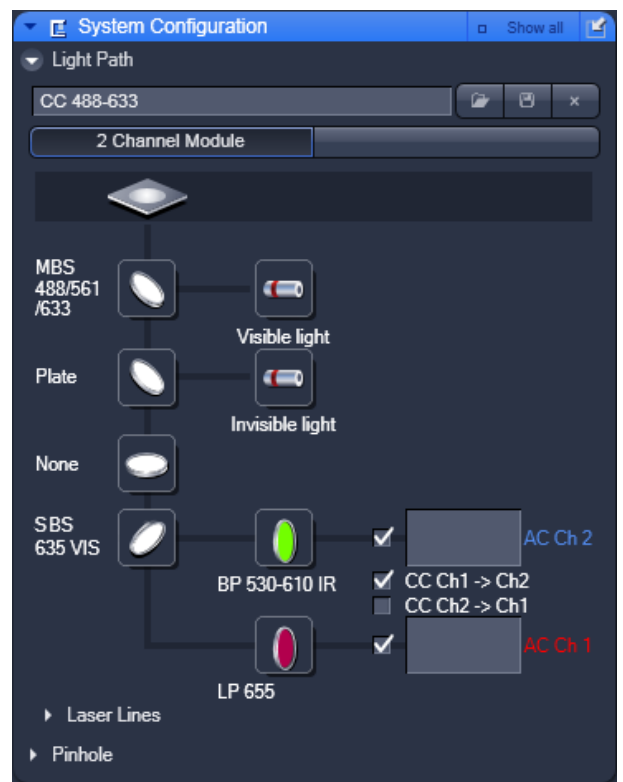 System Configuration
Show all
Light Path
CC 488-633
2 Channel Module
MBS
488/561
/633
Visible light
Plate
Invisible light
None
SBS
635 VIS
BP 530-610 IR
AC Ch 2
CC Ch1 -> Ch2
CC Ch2 -> Ch1
AC Ch 1
LP 655
Laser Lines
Pinhole